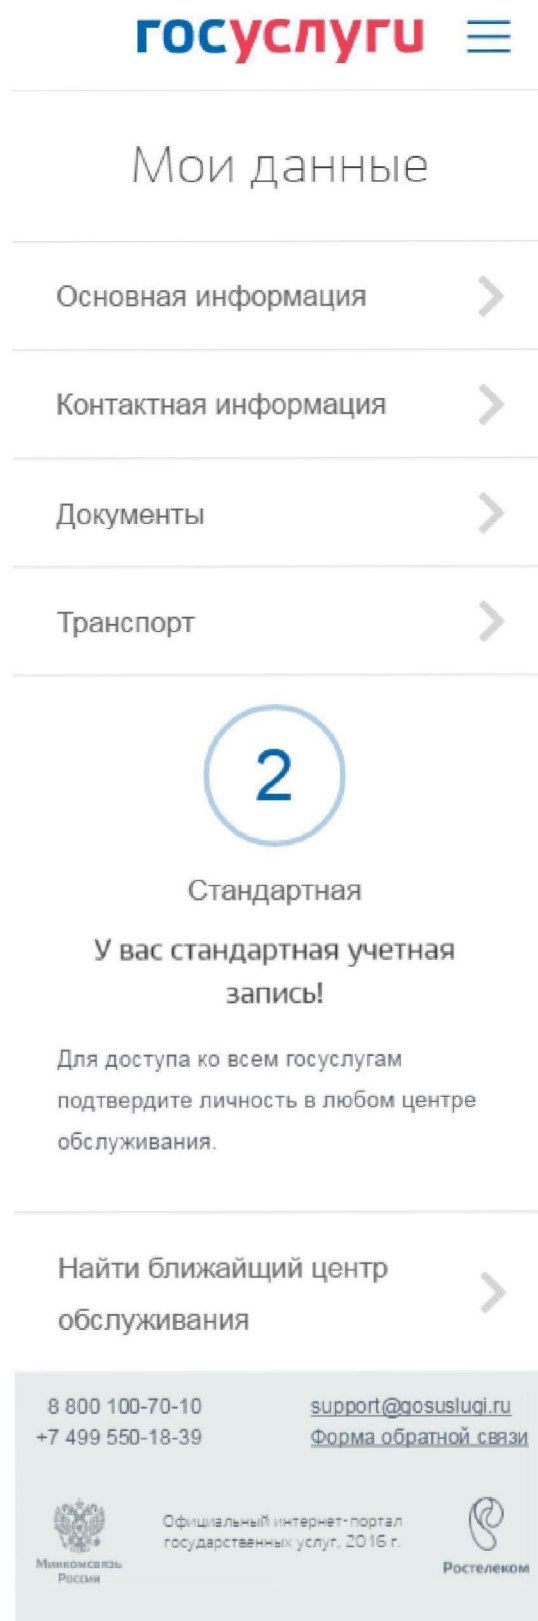 госуслуги
Мои данные
Основная информация
Контактная информация
Документы
Транспорт
2
Стандартная
У вас стандартная учетная
запись!
Для доступа ко всем госуслугам
подтвердите личность в любом центре
обслуживания.
Найти ближайщий центр
обслуживания
8 800 100-70-10
support@gosuslugi.ru
+7 499 550-18-39
Форма обратной связи
Официальный интернет-портал
государственных услуг, 2016 г.
Минкомсвязь
России
Ростелеком